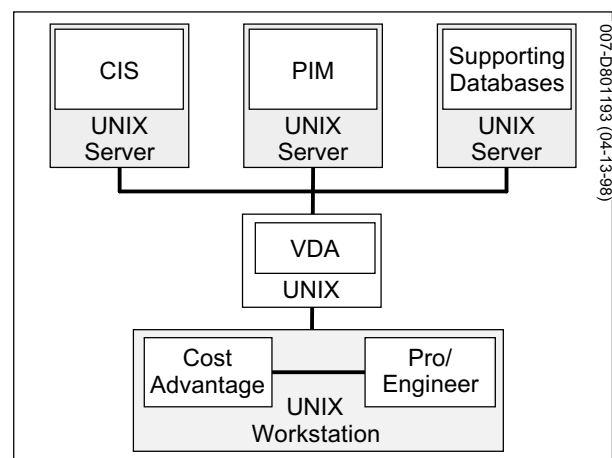 CIS
UNIX
Server
PIM
UNIX
Server
Supporting
Databases
UNIX
Server
VDA
UNIX
Cost
Advantage
Pro/
Engineer
UNIX
Workstation
007-D801193 (04-13-98)